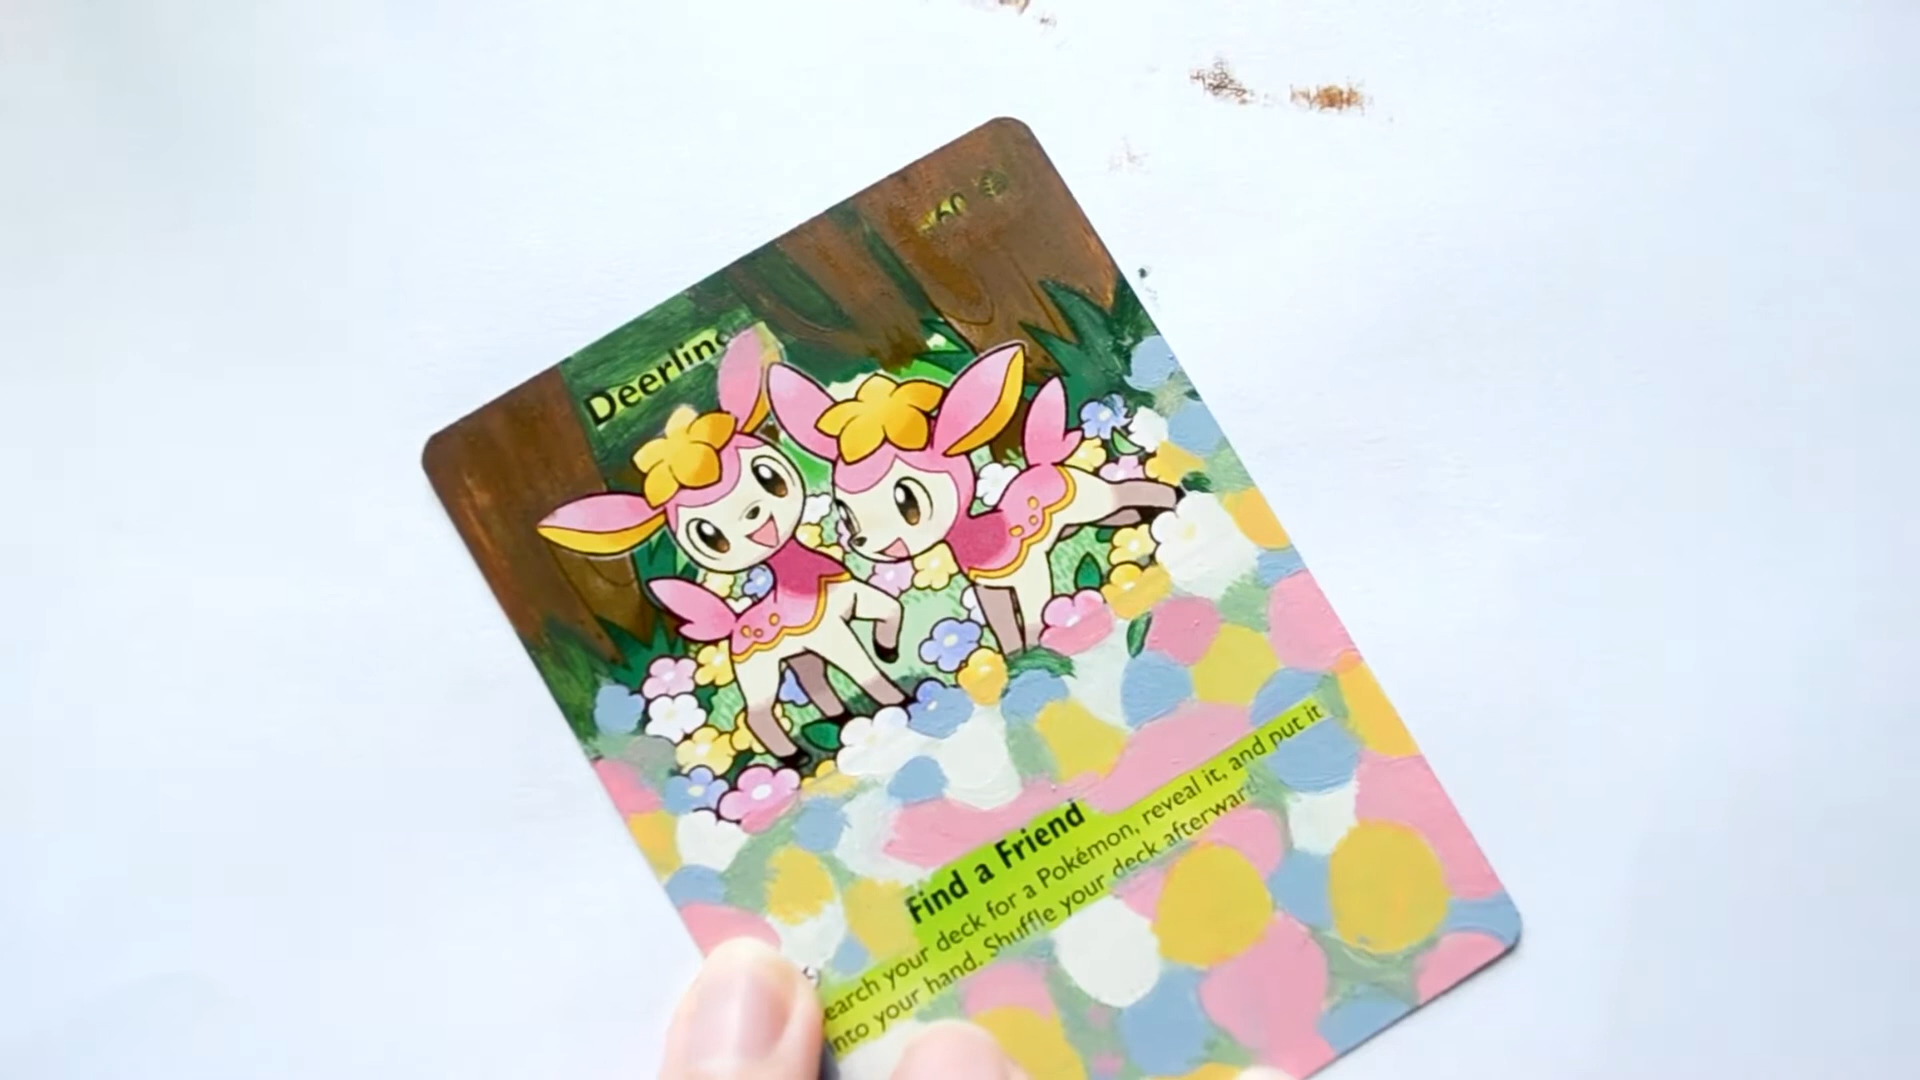 Deerling
60
Find a Friend
earch your deck for a Pokémon, reveal it, and put it
into your hand. Shuffle your deck afterward.